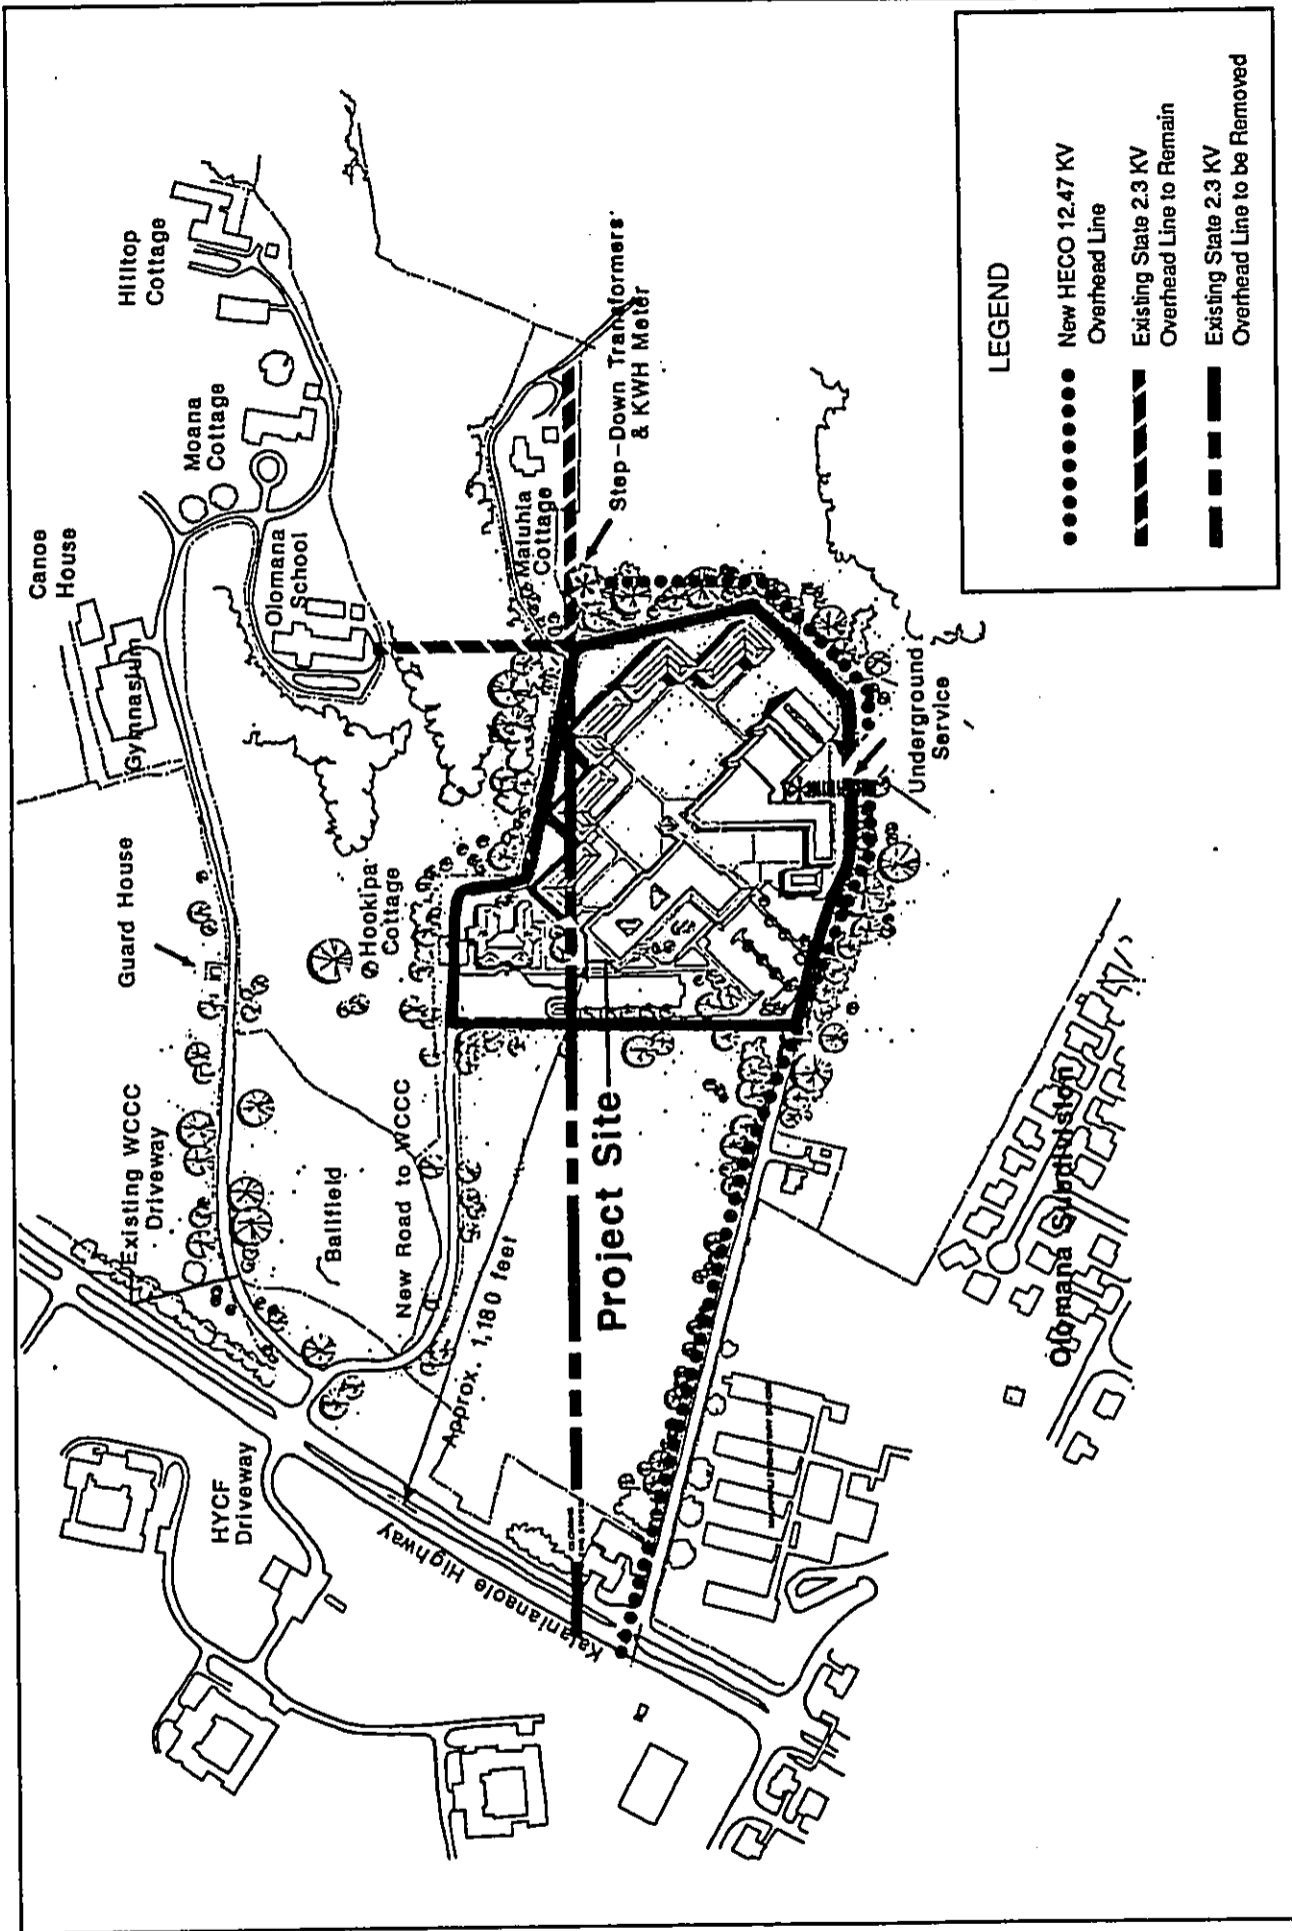 Canoe
House
Gymnasium
Hilltop
Cottage
Moana
Cottage
Olomana
School
Guard House
Existing WCCC
Driveway
Hookipa
Cottage
Ballfield
New Road to WCCC
HYCF
Driveway
Approx. 1,180 feet
Kalanianaole Highway
Maluhia
Cottage
Step-Down Transformers
& KWH Meter
Project Site
Underground
Service
Olomana Subdivision
LEGEND
New HECO 12.47 KV
Overhead Line
Existing State 2.3 KV
Overhead Line to Remain
Existing State 2.3 KV
Overhead Line to be Removed